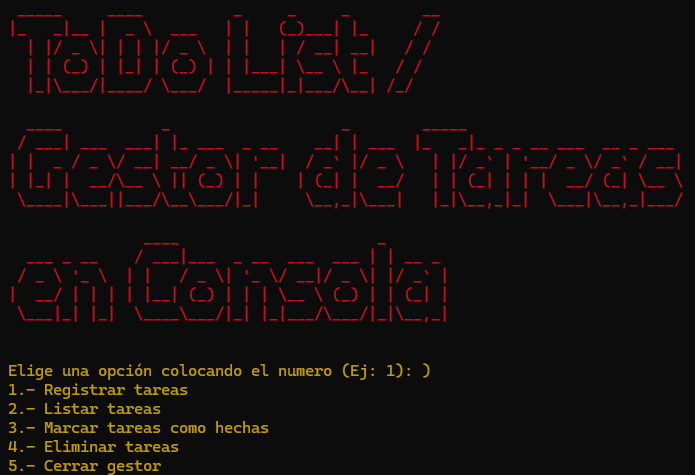 ToDo List /
Gestor de Tareas
en Consola
Elige una opción colocando el numero (Ej: 1): )
1.- Registrar tareas
2.- Listar tareas
3.- Marcar tareas como hechas
4.- Eliminar tareas
5.- Cerrar gestor